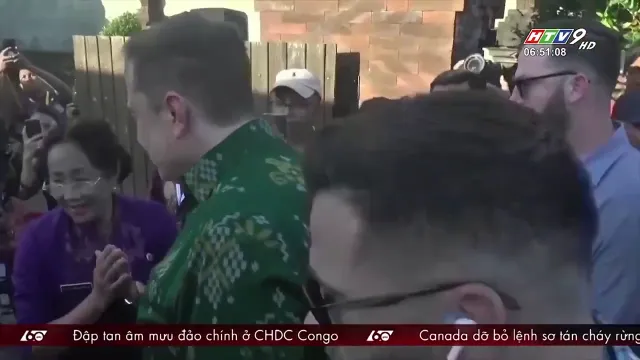 HTV9 HD
06:51:08
60 Đập tan âm mưu đảo chính ở CHDC Congo 60 Canada dỡ bỏ lệnh sơ tán cháy rừng